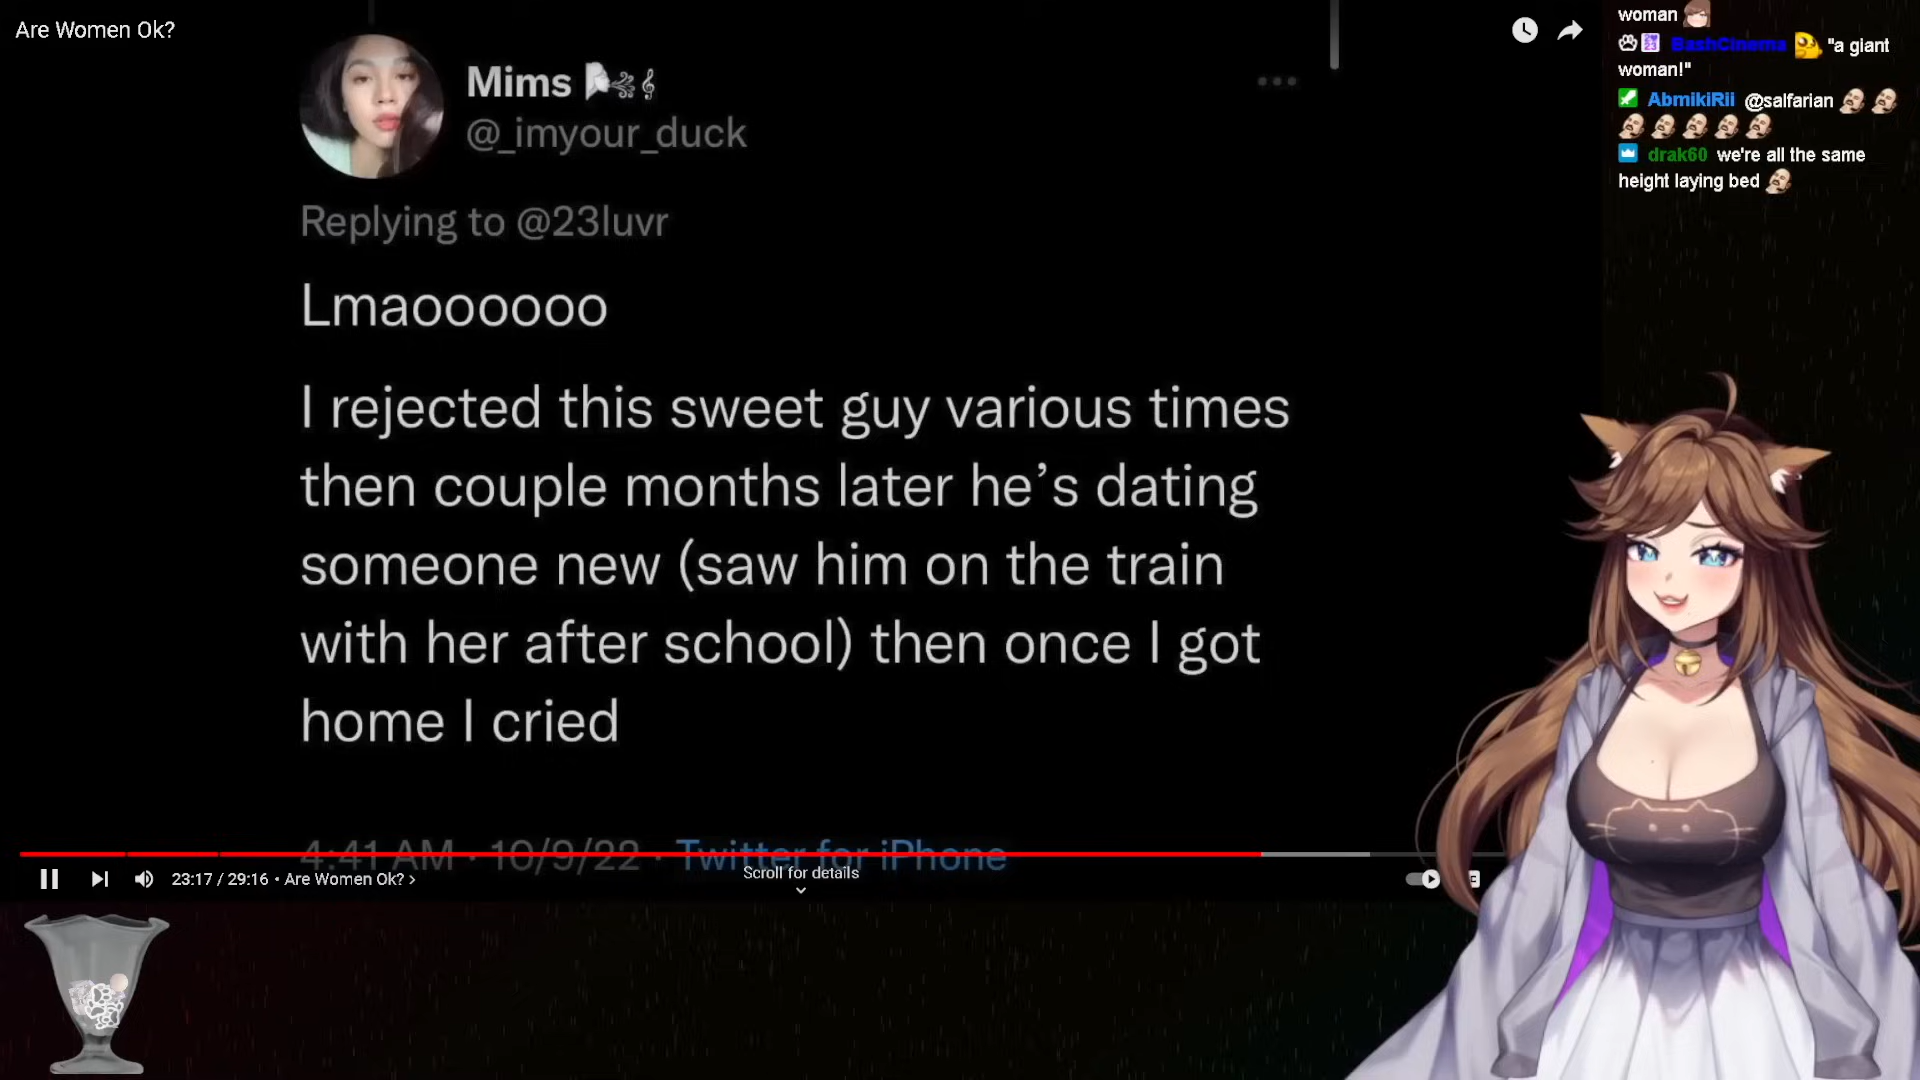 Are Women Ok?
Mims
@_imyour_duck
Replying to @23luvr
Lmaoooooo
I rejected this sweet guy various times
then couple months later he’s dating
someone new (saw him on the train
with her after school) then once I got
home I cried
4:41 AM · 10/9/22 · Twitter for iPhone
23:17 / 29:16 • Are Women Ok? ›
Scroll for details
woman
BashCinema "a giant
woman!"
AbmikiRii @salfarian
drak60 we're all the same
height laying bed